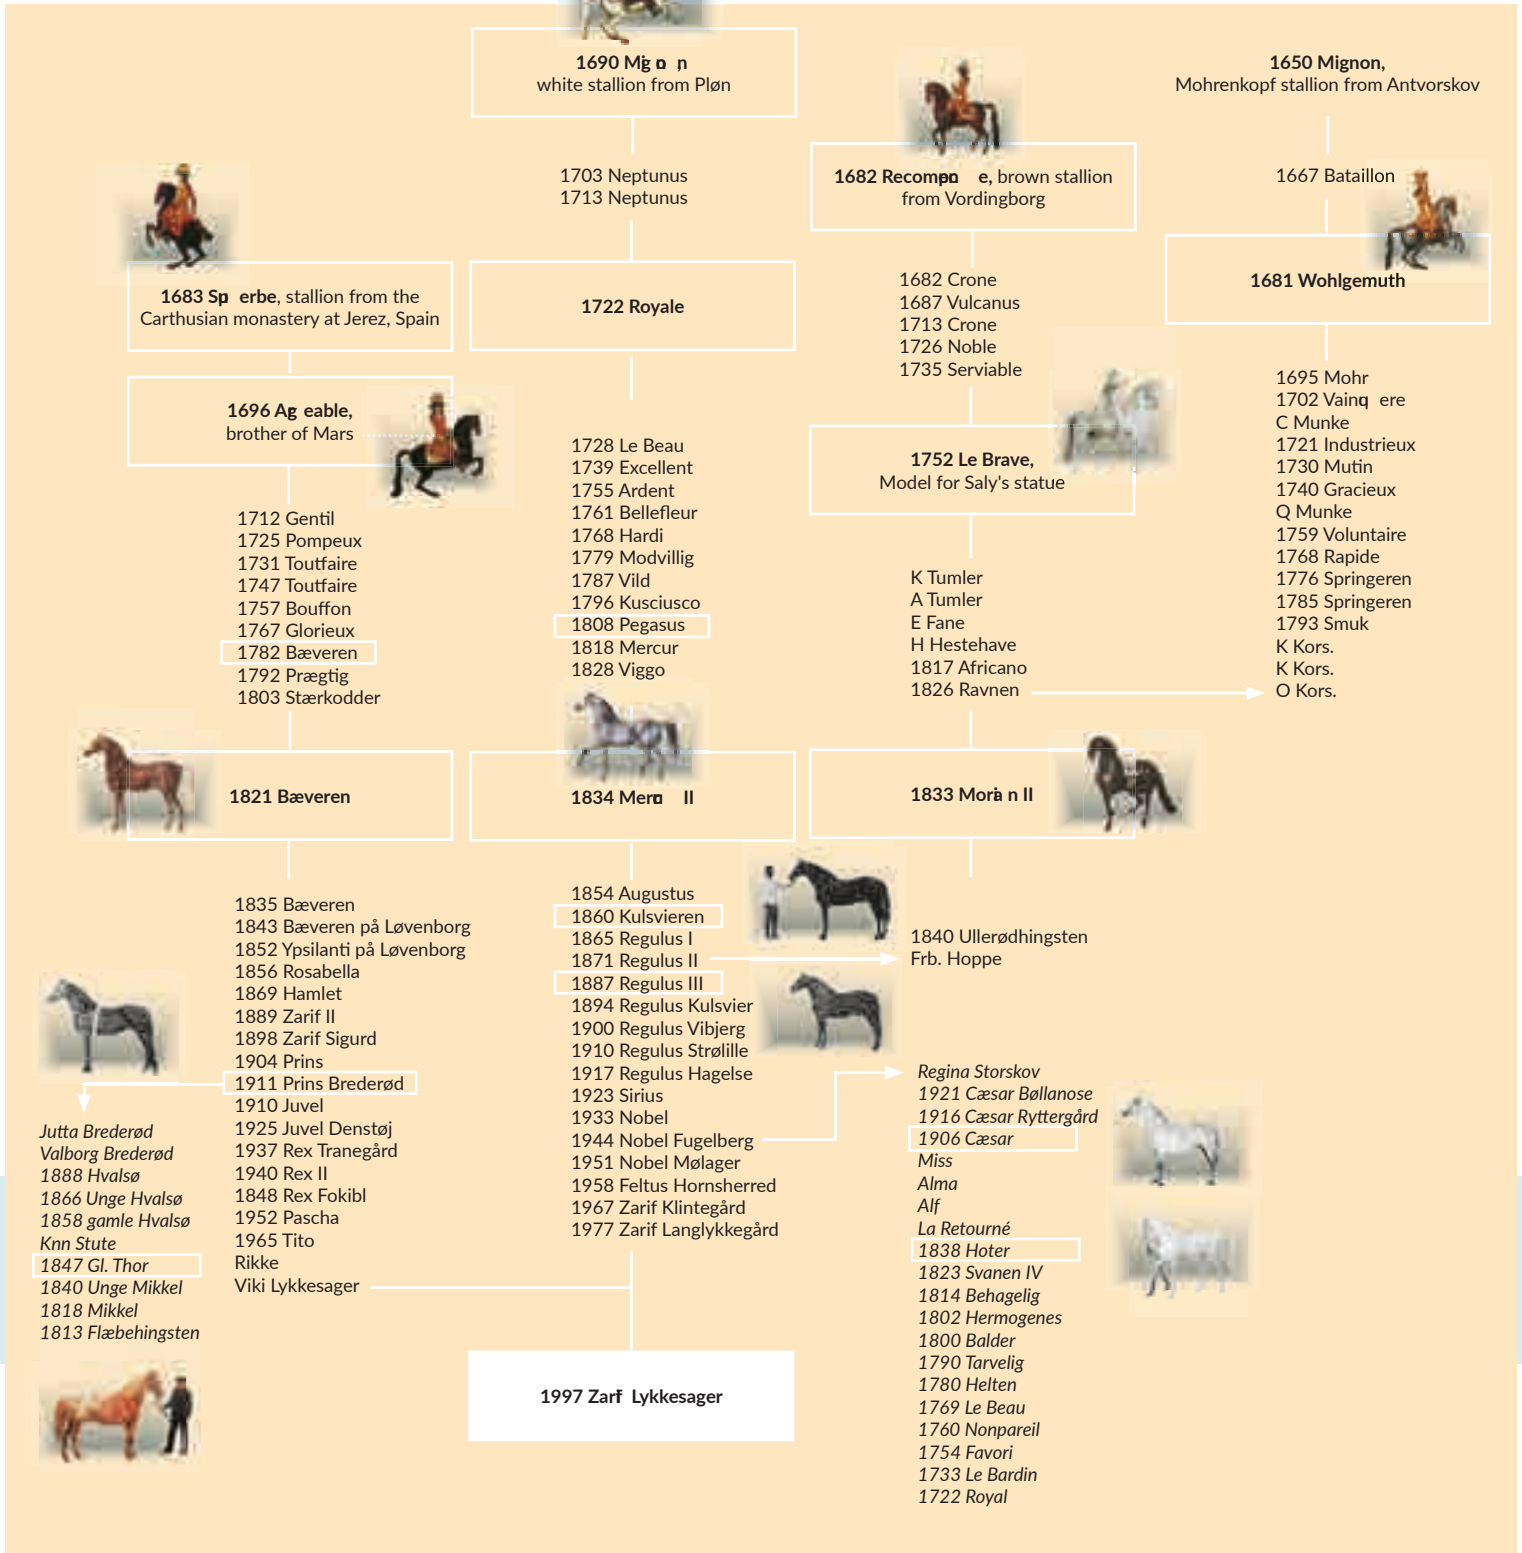 1690 Mignon,
white stallion from Pløn
1703 Neptunus
1713 Neptunus
1722 Royale
1728 Le Beau
1739 Excellent
1755 Ardent
1761 Bellefleur
1768 Hardi
1779 Modvillig
1787 Vild
1796 Kusciusco
1808 Pegasus
1818 Mercur
1828 Viggo
1834 Mercur II
1854 Augustus
1860 Kulsvieren
1865 Regulus I
1871 Regulus II
1887 Regulus III
1894 Regulus Kulsvier
1900 Regulus Vibjerg
1910 Regulus Strølille
1917 Regulus Hagelse
1923 Sirius
1933 Nobel
1944 Nobel Fugelberg
1951 Nobel Mølager
1958 Feltus Hornsherred
1967 Zarif Klintegård
1977 Zarif Langlykkegård
1997 Zarif Lykkesager
1683 Superbe, stallion from the
Carthusian monastery at Jerez, Spain
1696 Agreable,
brother of Mars
1712 Gentil
1725 Pompeux
1731 Toutfaire
1747 Toutfaire
1757 Bouffon
1767 Glorieux
1782 Bæveren
1792 Prægtig
1803 Stærkodder
1821 Bæveren
1835 Bæveren
1843 Bæveren på Løvenborg
1852 Ypsilanti på Løvenborg
1856 Rosabella
1869 Hamlet
1889 Zarif II
1898 Zarif Sigurd
1904 Prins
1911 Prins Brederød
1910 Juvel
1925 Juvel Denstøj
1937 Rex Tranegård
1940 Rex II
1848 Rex Fokibl
1952 Pascha
1965 Tito
Rikke
Viki Lykkesager
Jutta Brederød
Valborg Brederød
1888 Hvalsø
1866 Unge Hvalsø
1858 gamle Hvalsø
Knn Stute
1847 Gl. Thor
1840 Unge Mikkel
1818 Mikkel
1813 Flæbehingsten
1682 Recompense, brown stallion
from Vordingborg
1682 Crone
1687 Vulcanus
1713 Crone
1726 Noble
1735 Serviable
1752 Le Brave,
Model for Saly's statue
K Tumler
A Tumler
E Fane
H Hestehave
1817 Africano
1826 Ravnen
1833 Morian II
1840 Ullerødhingsten
Frb. Hoppe
Regina Storskov
1921 Cæsar Bøllanose
1916 Cæsar Ryttergård
1906 Cæsar
Miss
Alma
Alf
La Retourné
1838 Hoter
1823 Svanen IV
1814 Behagelig
1802 Hermogenes
1800 Balder
1790 Tarvelig
1780 Helten
1769 Le Beau
1760 Nonpareil
1754 Favori
1733 Le Bardin
1722 Royal
1650 Mignon,
Mohrenkopf stallion from Antvorskov
1667 Bataillon
1681 Wohlgemuth
1695 Mohr
1702 Vainquere
C Munke
1721 Industrieux
1730 Mutin
1740 Gracieux
Q Munke
1759 Voluntaire
1768 Rapide
1776 Springeren
1785 Springeren
1793 Smuk
K Kors.
K Kors.
O Kors.